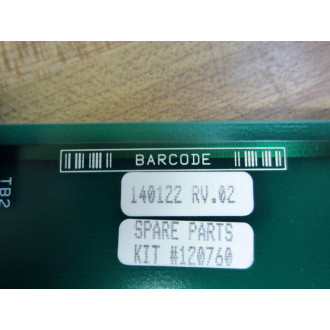 BARCODE
140122 RV.02
SPARE PARTS
KIT #120760
TB2